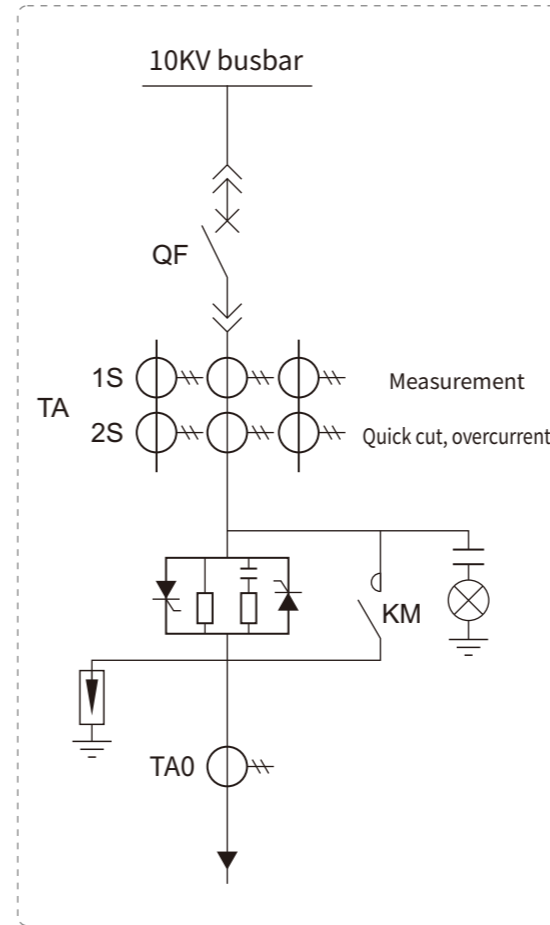 10KV busbar
QF
1S
Measurement
TA
2S
Quick cut, overcurrent
KM
TA0